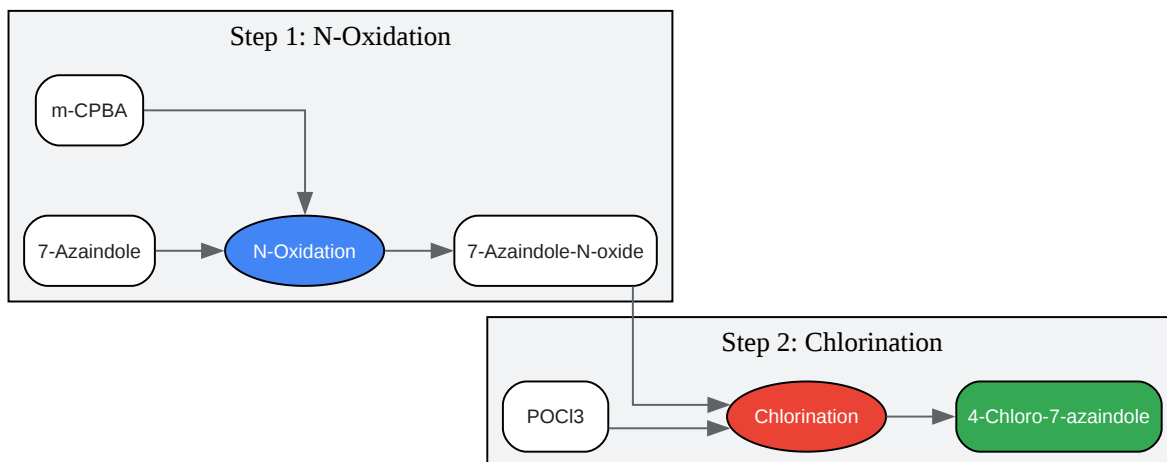 Step 1: N-Oxidation
m-CPBA
7-Azaindole
N-Oxidation
7-Azaindole-N-oxide
Step 2: Chlorination
POCl3
Chlorination
4-Chloro-7-azaindole